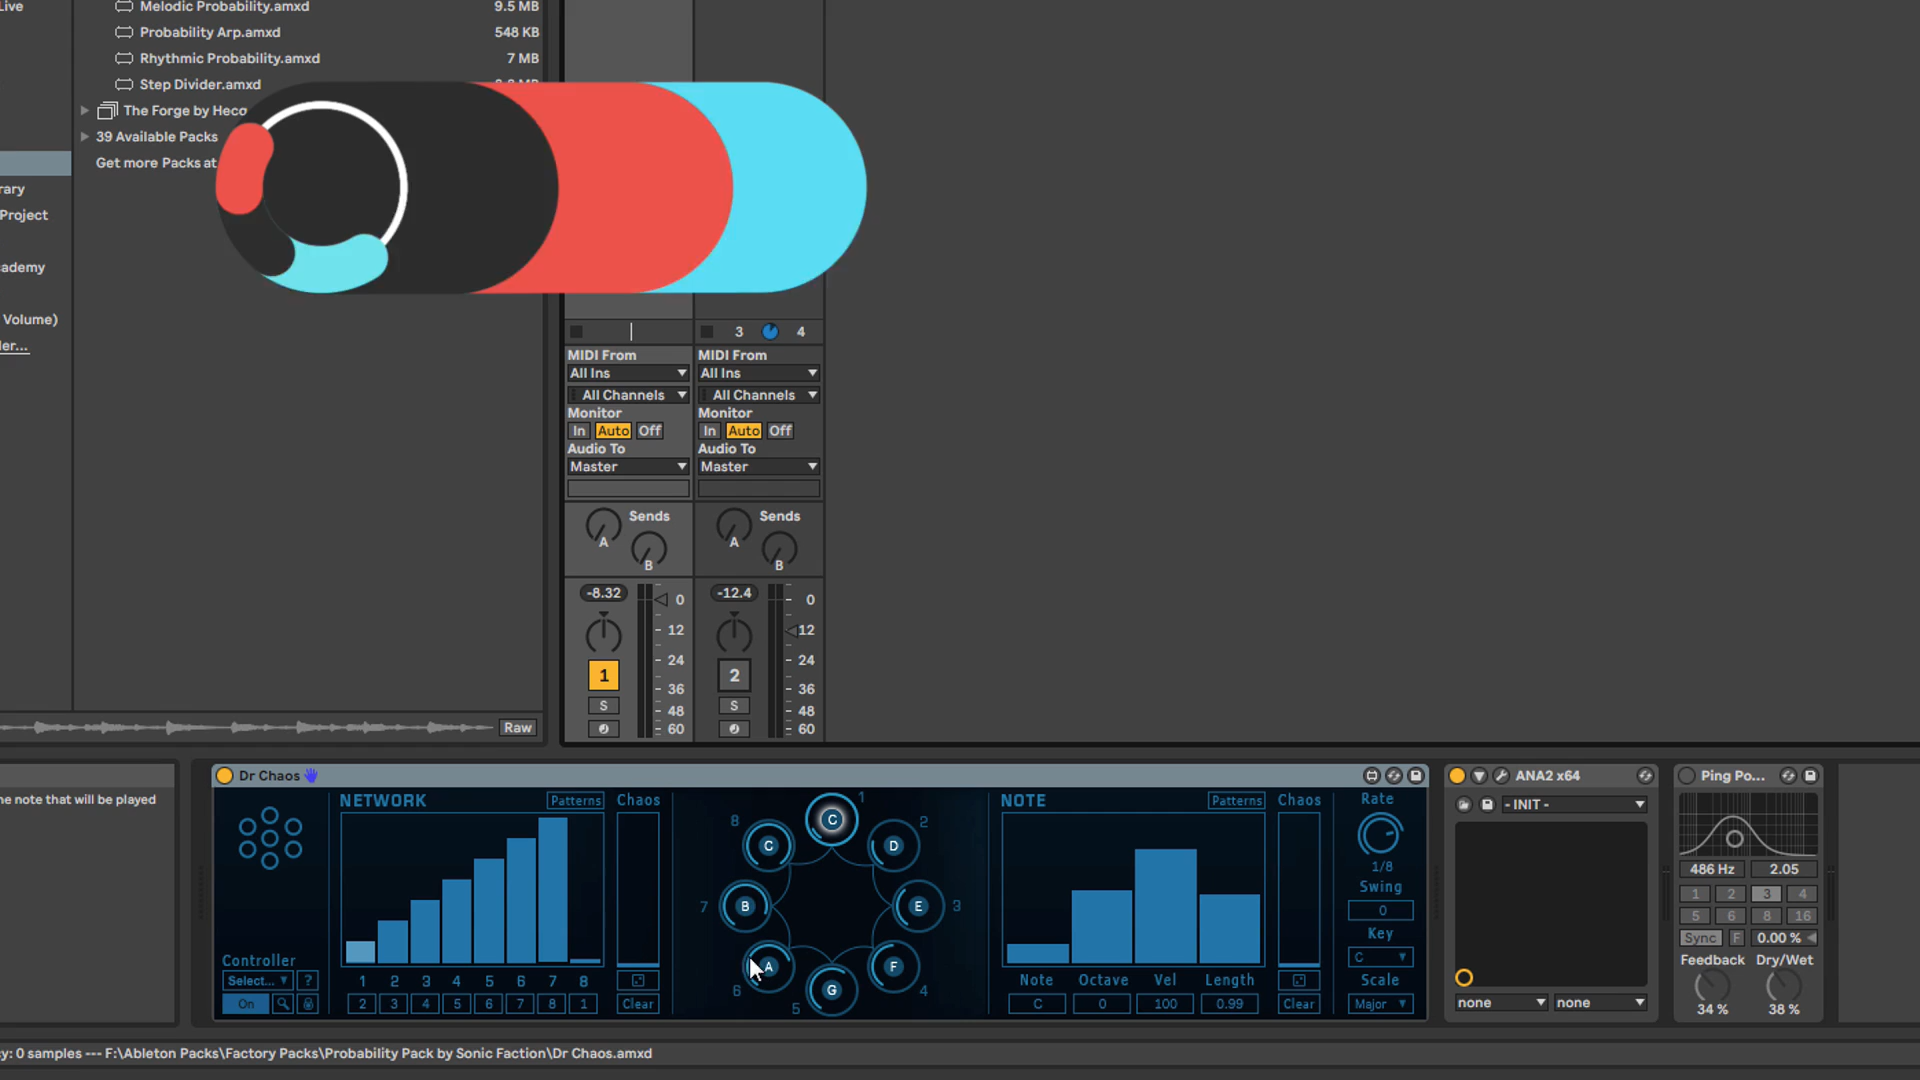 Live
Melodic Probability.amxd 9.5 MB
Probability Arp.amxd 548 KB
Rhythmic Probability.amxd 7 MB
Step Divider.amxd
The Forge by Heco
39 Available Packs
Get more Packs at
rary
Project
ademy
Volume)
er...
3 4
MIDI From MIDI From
All Ins All Ins
All Channels All Channels
Monitor Monitor
In Auto Off In Auto Off
Audio To Audio To
Master Master
Sends Sends
A A
B B
-8.32 -12.4
0 0
12 12
24 24
1 2
36 36
S S
48 48
60 60
Raw
Dr Chaos
ANA2 x64
Ping Po...
ne note that will be played
NETWORK Patterns Chaos
1 2 3 4 5 6 7 8
C D E F G A B C
NOTE Patterns Chaos
Rate
1/8
Swing
0
Key
C
Scale
Major
- INIT -
486 Hz 2.05
1 2 3 4
5 6 8 16
Sync F 0.00 %
Feedback Dry/Wet
34 % 38 %
Controller
Select... ?
On
1 2 3 4 5 6 7 8
2 3 4 5 6 7 8 1 Clear
Note Octave Vel Length
C 0 100 0.99 Clear
none none
cy: 0 samples --- F:\Ableton Packs\Factory Packs\Probability Pack by Sonic Faction\Dr Chaos.amxd